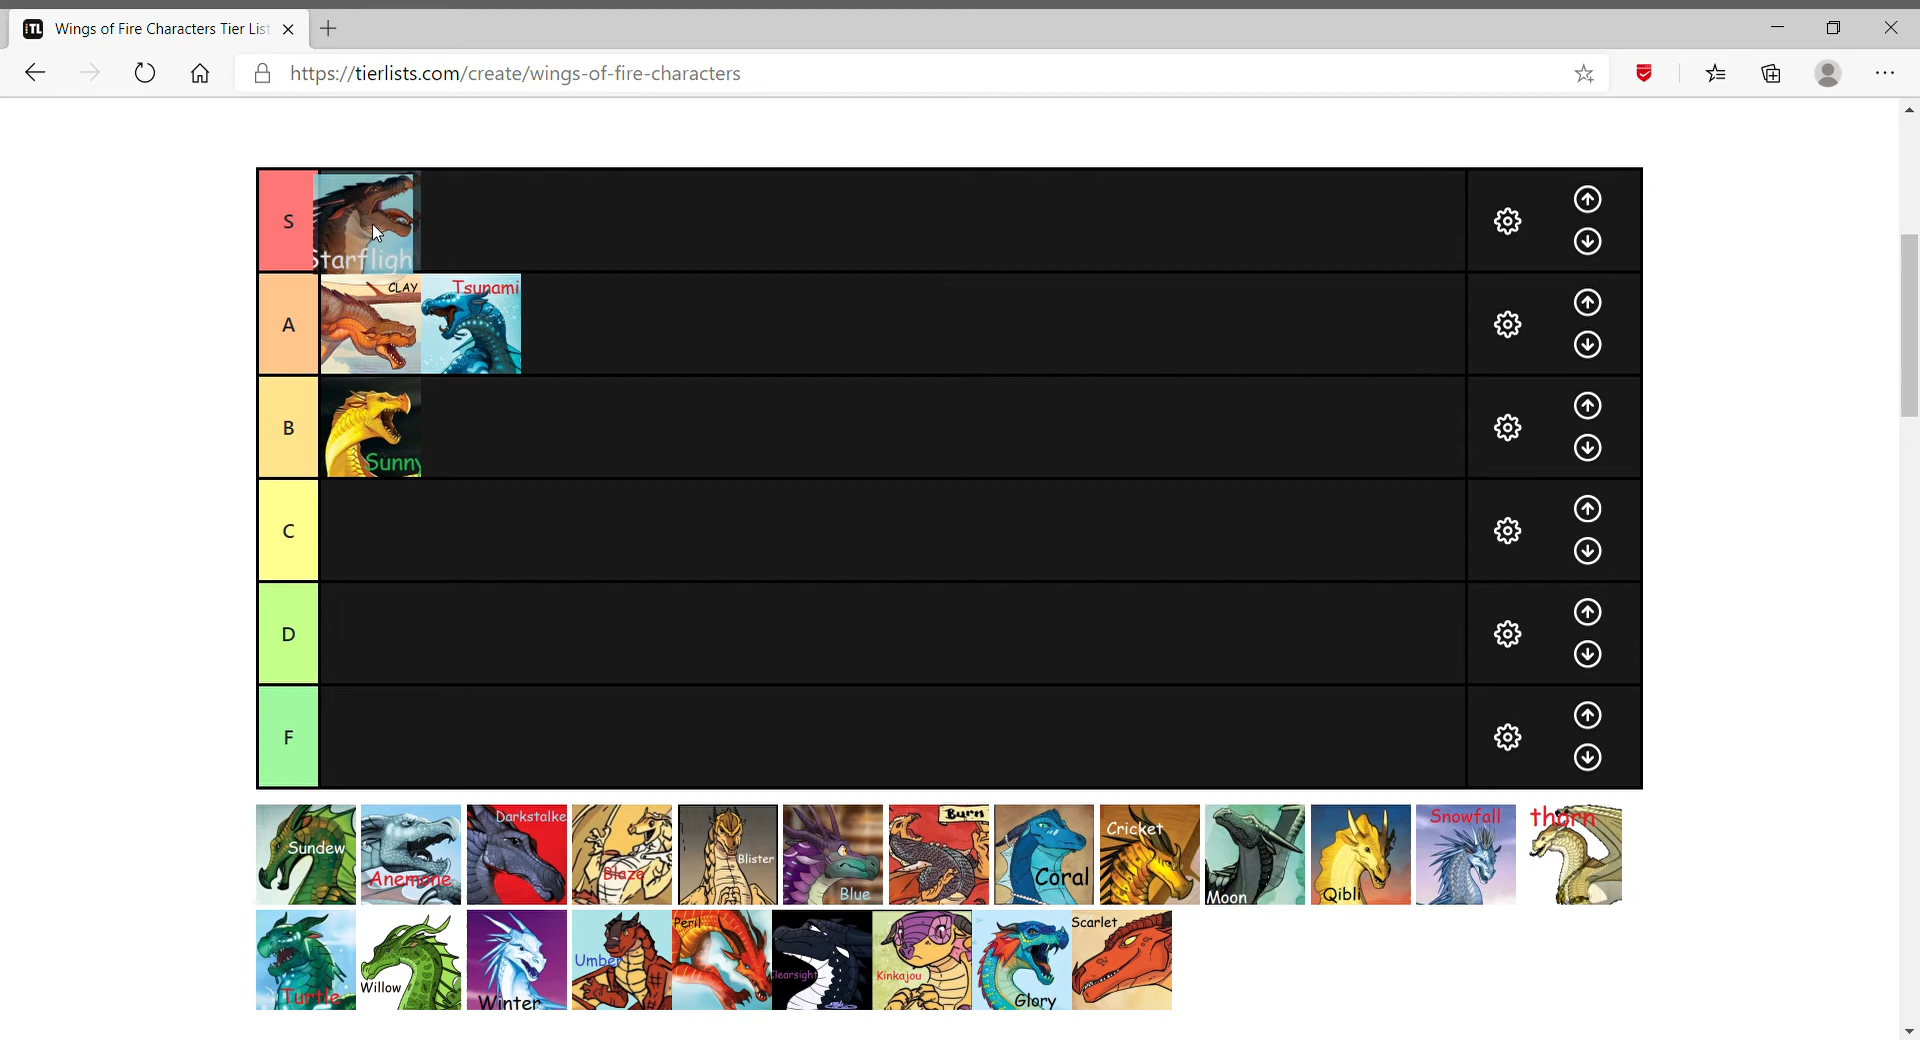 Wings of Fire Characters Tier List
https://tierlists.com/create/wings-of-fire-characters
S
Starfligh
A
CLAY
Tsunami
B
Sunny
C
D
F
Sundew
Anemone
Darkstalke
Blaze
Blister
Blue
Burn
Coral
Cricket
Moon
Qibli
Snowfall
thorn
Turtle
Willow
Winter
Umber
Peril
Clearsight
Kinkajou
Glory
Scarlet